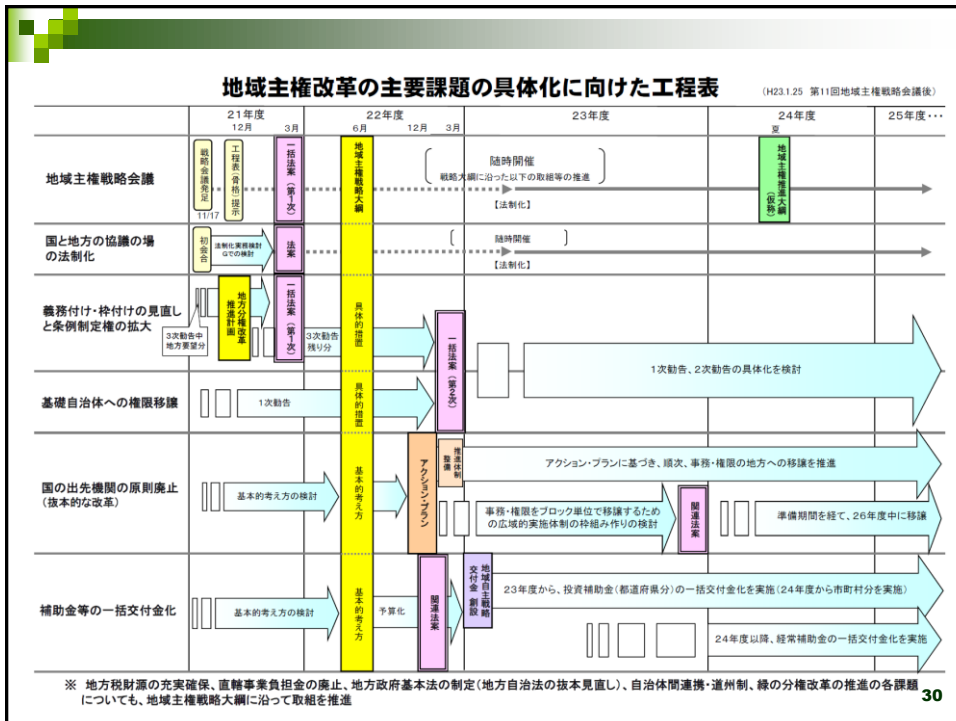 地域主権改革の主要課題の具体化に向けた工程表
(H23.1.25 第11回地域主権戦略会議後)
21年度
22年度
23年度
24年度
25年度・・・
12月
3月
6月
12月
3月
夏
地域主権戦略会議
戦略会議発足
11/17
工程表(骨格)提示
一括法案(第1次)
地域主権戦略大綱
随時開催
戦略大綱に沿った以下の取組等の推進
【法制化】
地域主権推進大綱(仮称)
国と地方の協議の場
の法制化
初会合
法制化実務検討
Gでの検討
法案
随時開催
【法制化】
義務付け・枠付けの見直し
と条例制定権の拡大
3次勧告中
地方要望分
地方分権改革
推進計画
一括法案(第1次)
3次勧告
残り分
具体的措置
一括法案(第2次)
1次勧告、2次勧告の具体化を検討
基礎自治体への権限移譲
1次勧告
具体的措置
国の出先機関の原則廃止
(抜本的な改革)
基本的考え方の検討
基本的考え方
アクション・プラン
推進体制
整備
アクション・プランに基づき、順次、事務・権限の地方への移譲を推進
事務・権限をブロック単位で移譲するため
の広域的実施体制の枠組み作りの検討
関連法案
準備期間を経て、26年度中に移譲
補助金等の一括交付金化
基本的考え方の検討
基本的考え方
予算化
関連法案
地域自主戦略
交付金 創設
23年度から、投資補助金(都道府県分)の一括交付金化を実施(24年度から市町村分を実施)
24年度以降、経常補助金の一括交付金化を実施
※ 地方税財源の充実確保、直轄事業負担金の廃止、地方政府基本法の制定(地方自治法の抜本見直し)、自治体間連携・道州制、緑の分権改革の推進の各課題
についても、地域主権戦略大綱に沿って取組を推進
30